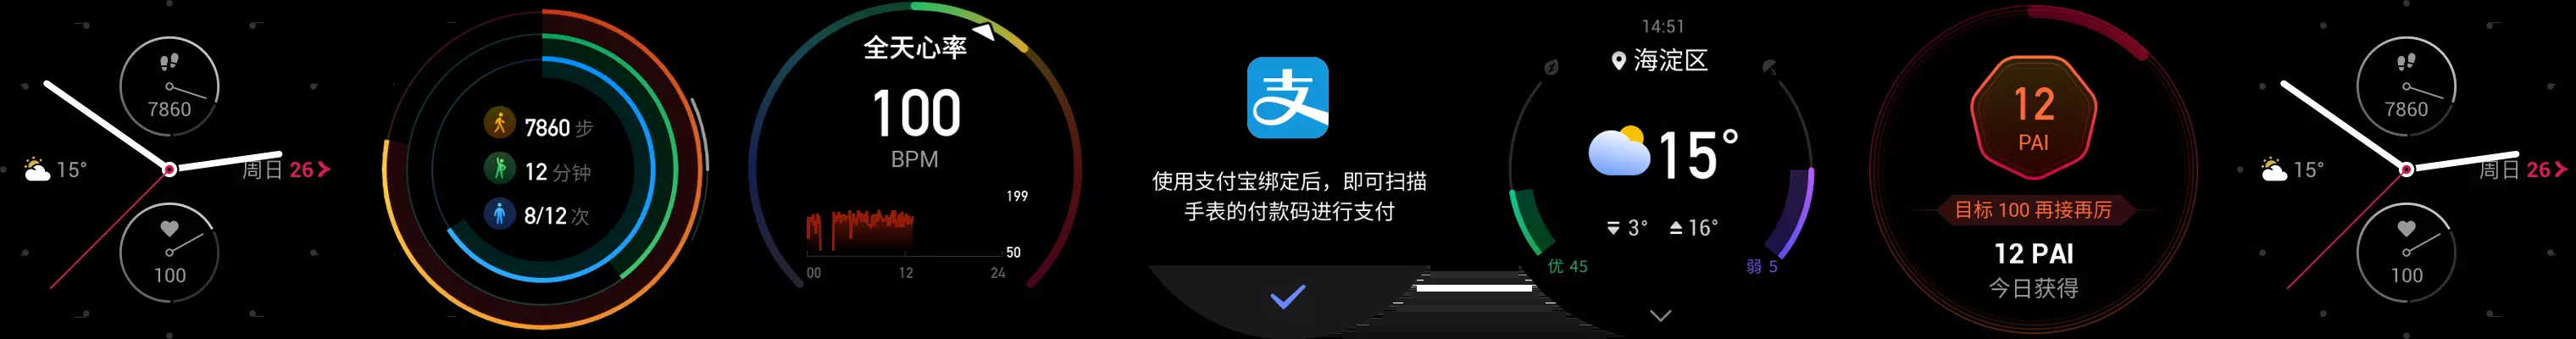 7860
15°
周日 26
100
7860 步
12 分钟
8/12 次
全天心率
100
BPM
199
50
00 12 24
支
使用支付宝绑定后，即可扫描
手表的付款码进行支付
14:51
海淀区
15°
3° 16°
优 45
弱 5
12
PAI
目标 100 再接再厉
12 PAI
今日获得
7860
15°
周日 26
100